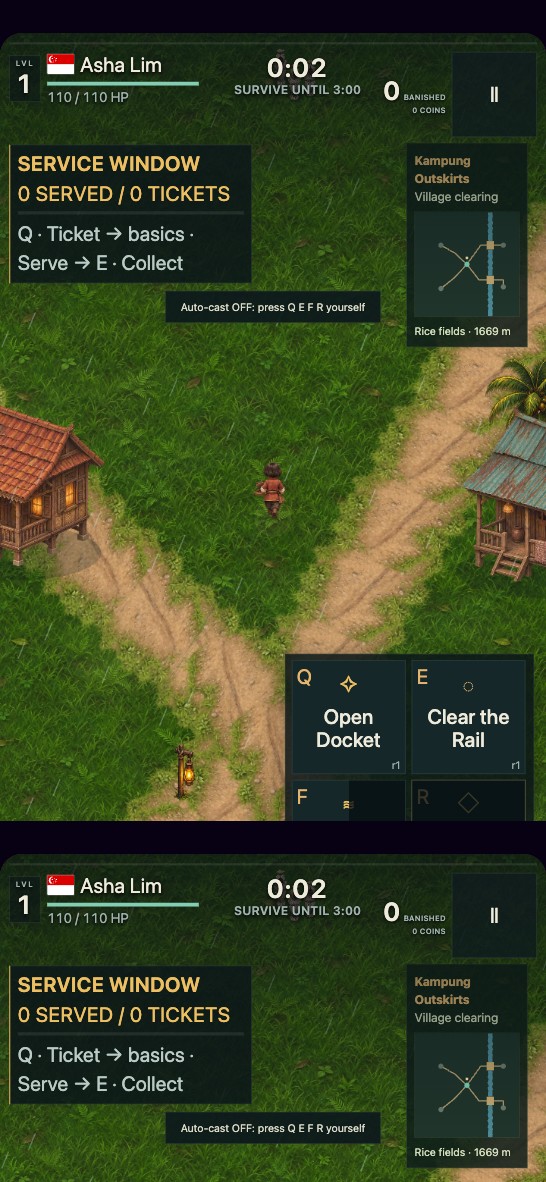 LVL
1
Asha Lim
110 / 110 HP
0:02
SURVIVE UNTIL 3:00
0 BANISHED
0 COINS
II
SERVICE WINDOW
0 SERVED / 0 TICKETS
Q · Ticket → basics ·
Serve → E · Collect
Kampung
Outskirts
Village clearing
Rice fields · 1669 m
Auto-cast OFF: press Q E F R yourself
Q
Open
Docket
r1
E
Clear the
Rail
r1
F
R
LVL
1
Asha Lim
110 / 110 HP
0:02
SURVIVE UNTIL 3:00
0 BANISHED
0 COINS
II
SERVICE WINDOW
0 SERVED / 0 TICKETS
Q · Ticket → basics ·
Serve → E · Collect
Kampung
Outskirts
Village clearing
Rice fields · 1669 m
Auto-cast OFF: press Q E F R yourself